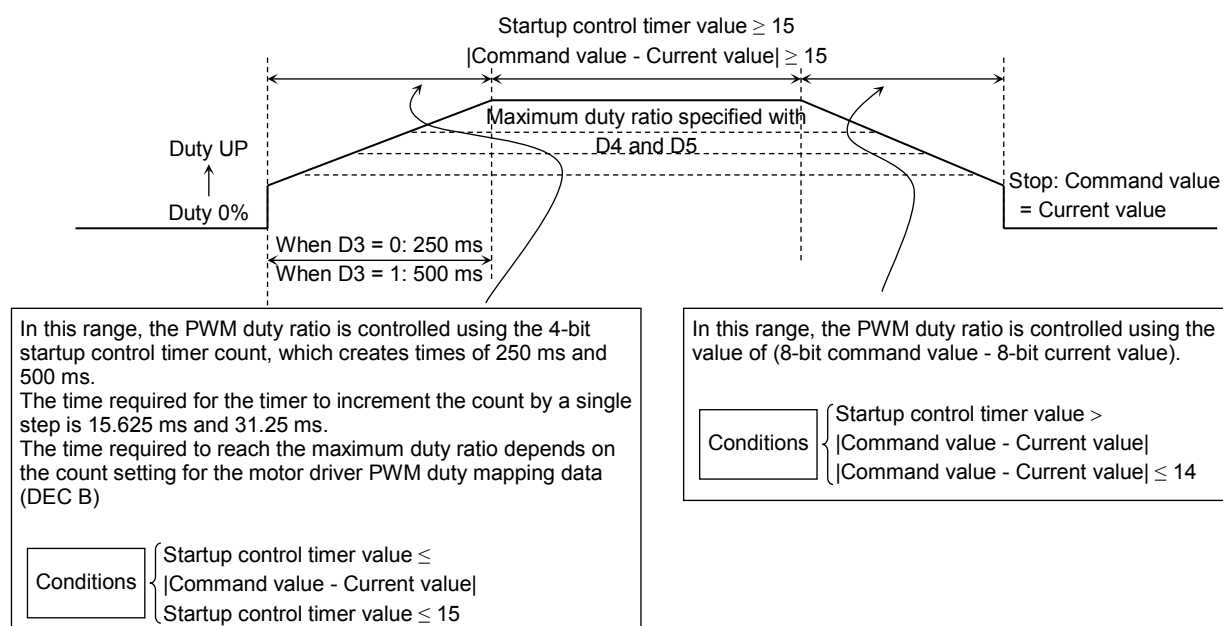 Startup control timer value ≥ 15
|Command value - Current value| ≥ 15
Maximum duty ratio specified with
D4 and D5
Duty UP
Duty 0%
Stop: Command value
= Current value
When D3 = 0: 250 ms
When D3 = 1: 500 ms
In this range, the PWM duty ratio is controlled using the 4-bit
startup control timer count, which creates times of 250 ms and
500 ms.
The time required for the timer to increment the count by a single
step is 15.625 ms and 31.25 ms.
The time required to reach the maximum duty ratio depends on
the count setting for the motor driver PWM duty mapping data
(DEC B)
Conditions
Startup control timer value ≤
|Command value - Current value|
Startup control timer value ≤ 15
In this range, the PWM duty ratio is controlled using the
value of (8-bit command value - 8-bit current value).
Conditions
Startup control timer value >
|Command value - Current value|
|Command value - Current value| ≤ 14